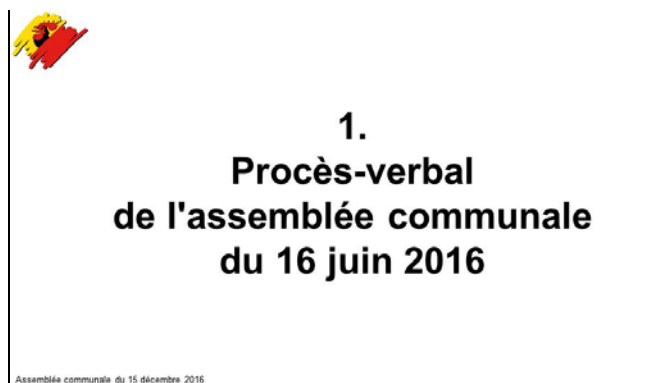 1.
Procès-verbal
de l'assemblée communale
du 16 juin 2016
Assemblée communale du 15 décembre 2016